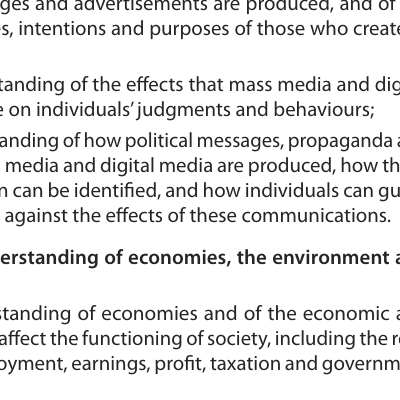 ges and advertisements are produced, and of
s, intentions and purposes of those who create
tanding of the effects that mass media and dig
e on individuals' judgments and behaviours;
anding of how political messages, propaganda a
media and digital media are produced, how th
n can be identified, and how individuals can gu
against the effects of these communications.
erstanding of economies, the environment a
standing of economies and of the economic a
affect the functioning of society, including the r
oyment, earnings, profit, taxation and governm